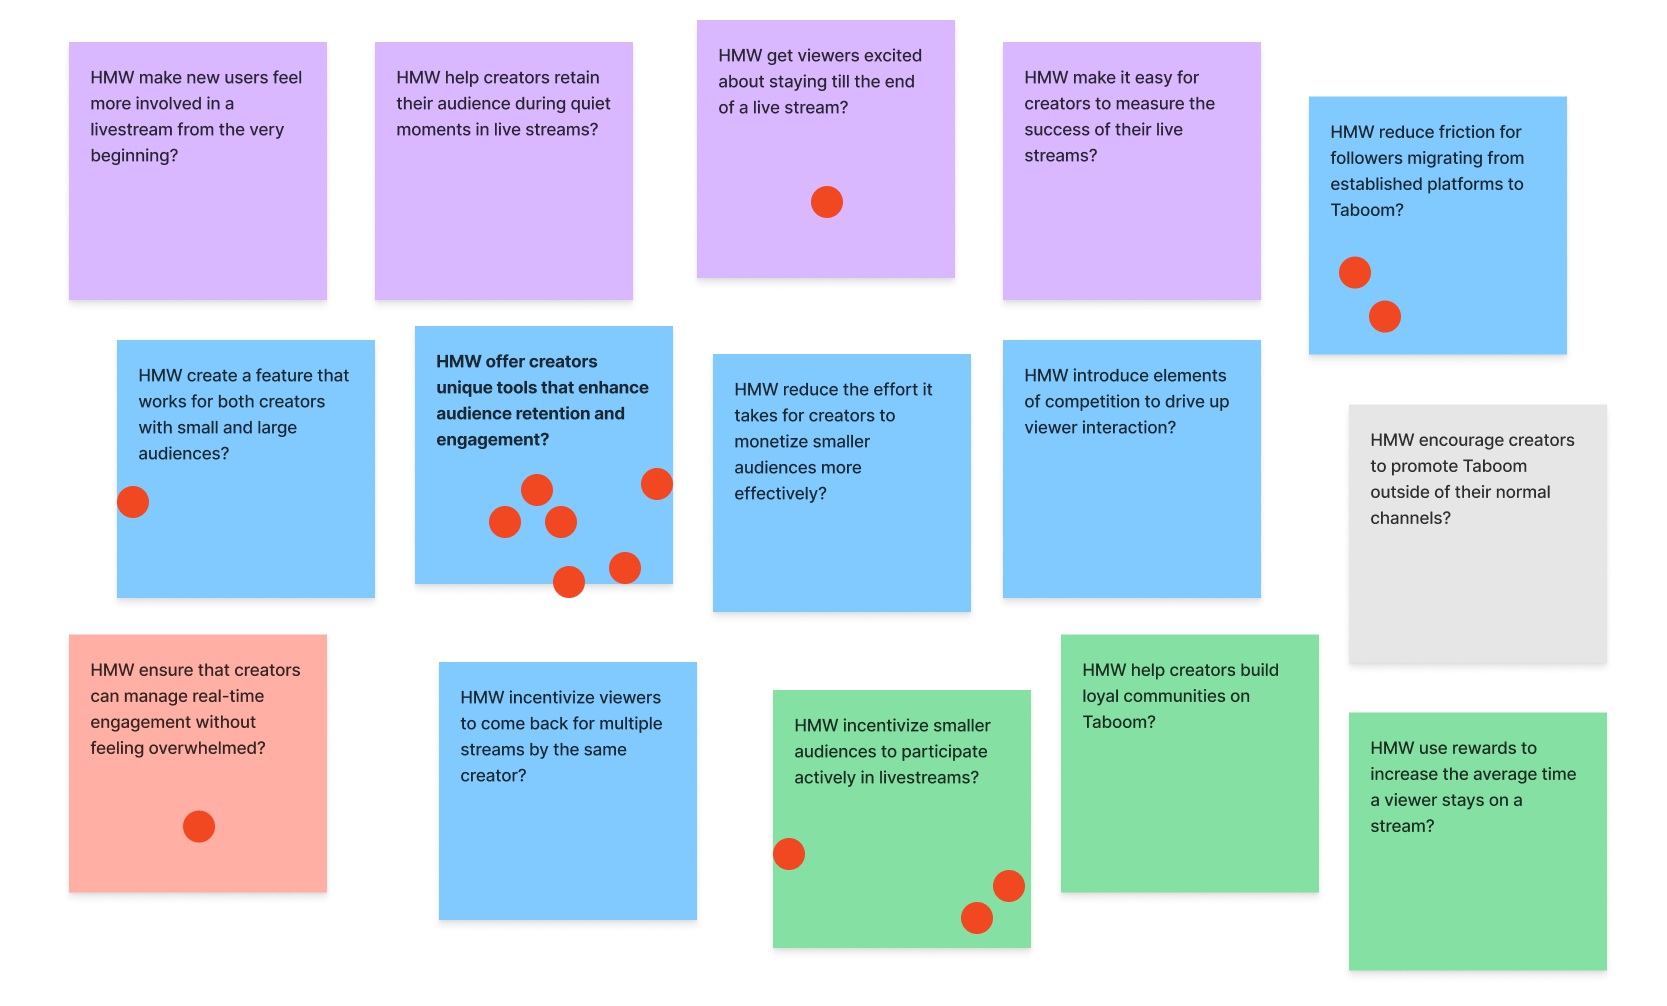 HMW make new users feel
more involved in a
livestream from the very
beginning?
HMW help creators retain
their audience during quiet
moments in live streams?
HMW get viewers excited
about staying till the end
of a live stream?
HMW make it easy for
creators to measure the
success of their live
streams?
HMW reduce friction for
followers migrating from
established platforms to
Taboom?
HMW create a feature that
works for both creators
with small and large
audiences?
HMW offer creators
unique tools that enhance
audience retention and
engagement?
HMW reduce the effort it
takes for creators to
monetize smaller
audiences more
effectively?
HMW introduce elements
of competition to drive up
viewer interaction?
HMW encourage creators
to promote Taboom
outside of their normal
channels?
HMW ensure that creators
can manage real-time
engagement without
feeling overwhelmed?
HMW incentivize viewers
to come back for multiple
streams by the same
creator?
HMW incentivize smaller
audiences to participate
actively in livestreams?
HMW help creators build
loyal communities on
Taboom?
HMW use rewards to
increase the average time
a viewer stays on a
stream?